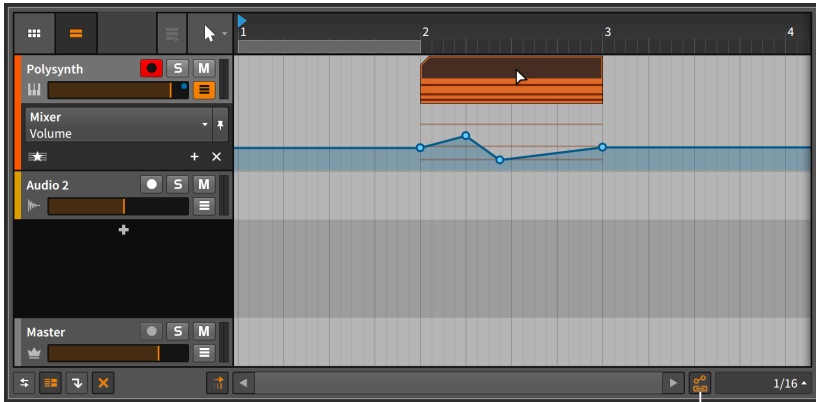 1 2 3 4
Polysynth S M
Mixer
Volume
Audio 2 S M
Master S M
1/16